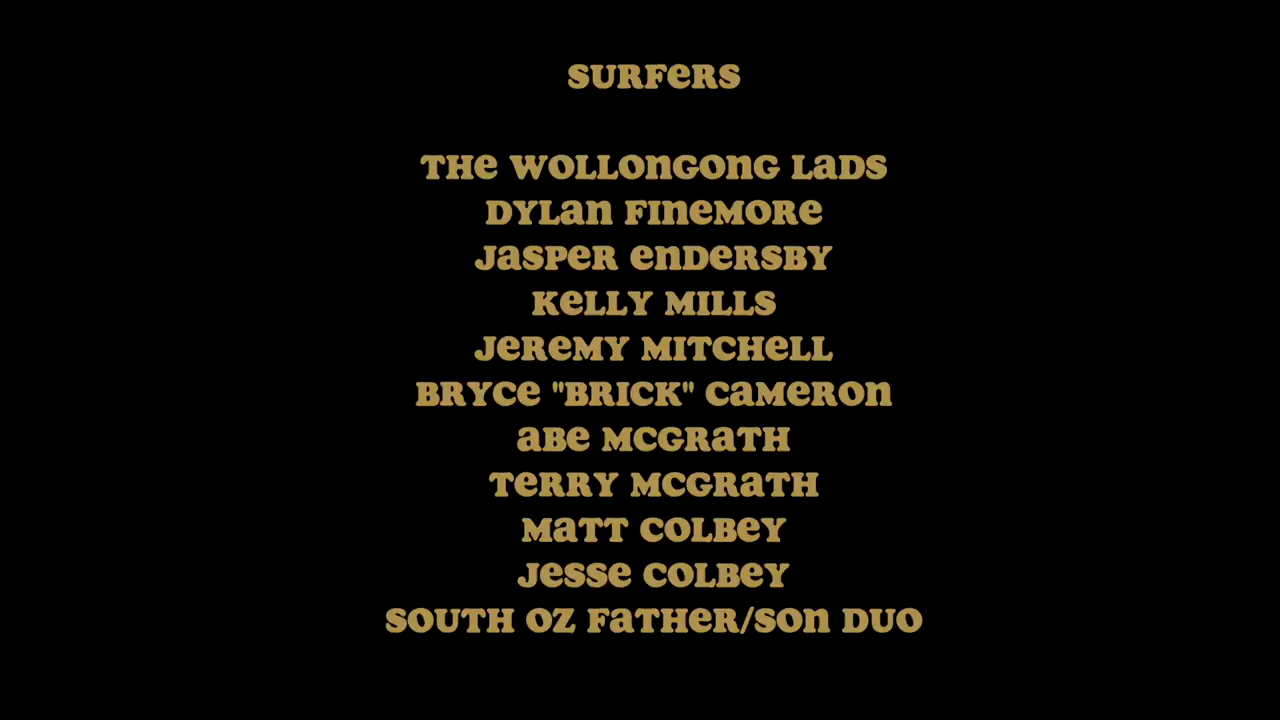 SURFERS
THE WOLLONGONG LADS
DYLAN FINEMORE
JASPER ENDERSBY
KELLY MILLS
JEREMY MITCHELL
BRYCE "BRICK" CAMERON
ABE MCGRATH
TERRY MCGRATH
MATT COLBEY
JESSE COLBEY
SOUTH OZ FATHER/SON DUO